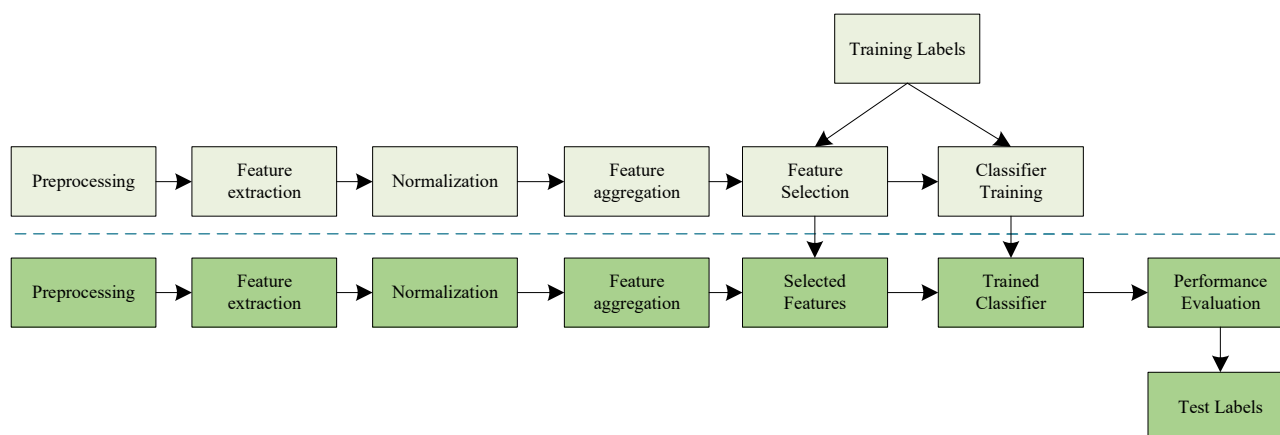 Training Labels
Preprocessing
Feature
extraction
Normalization
Feature
aggregation
Feature
Selection
Classifier
Training
Preprocessing
Feature
extraction
Normalization
Feature
aggregation
Selected
Features
Trained
Classifier
Performance
Evaluation
Test Labels